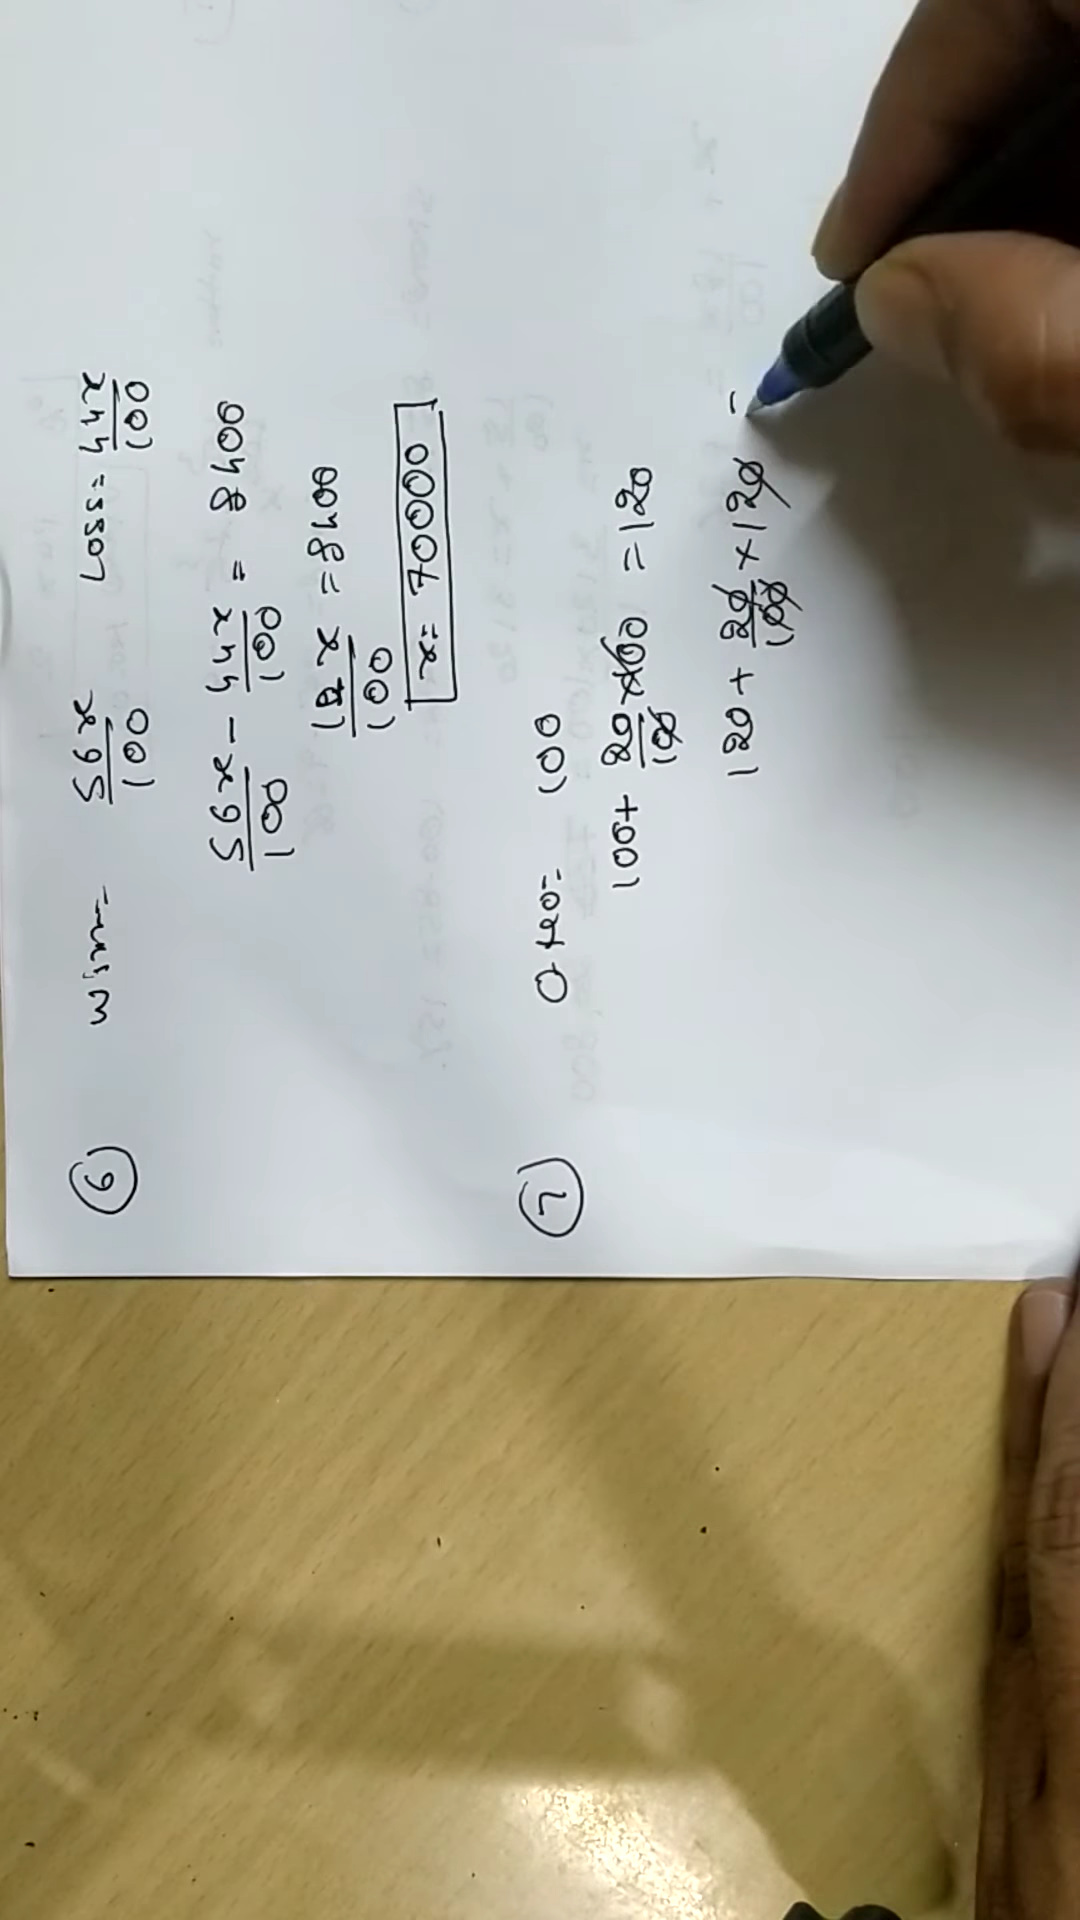 ⑥ win = 56x/100 loss = 44x/100
56x/100 - 44x/100 = 8400
12/100 x = 8400
x = 70000
⑦ 100
100 + 20/100 × 100 = 120
120 + 20/100 × 120 -